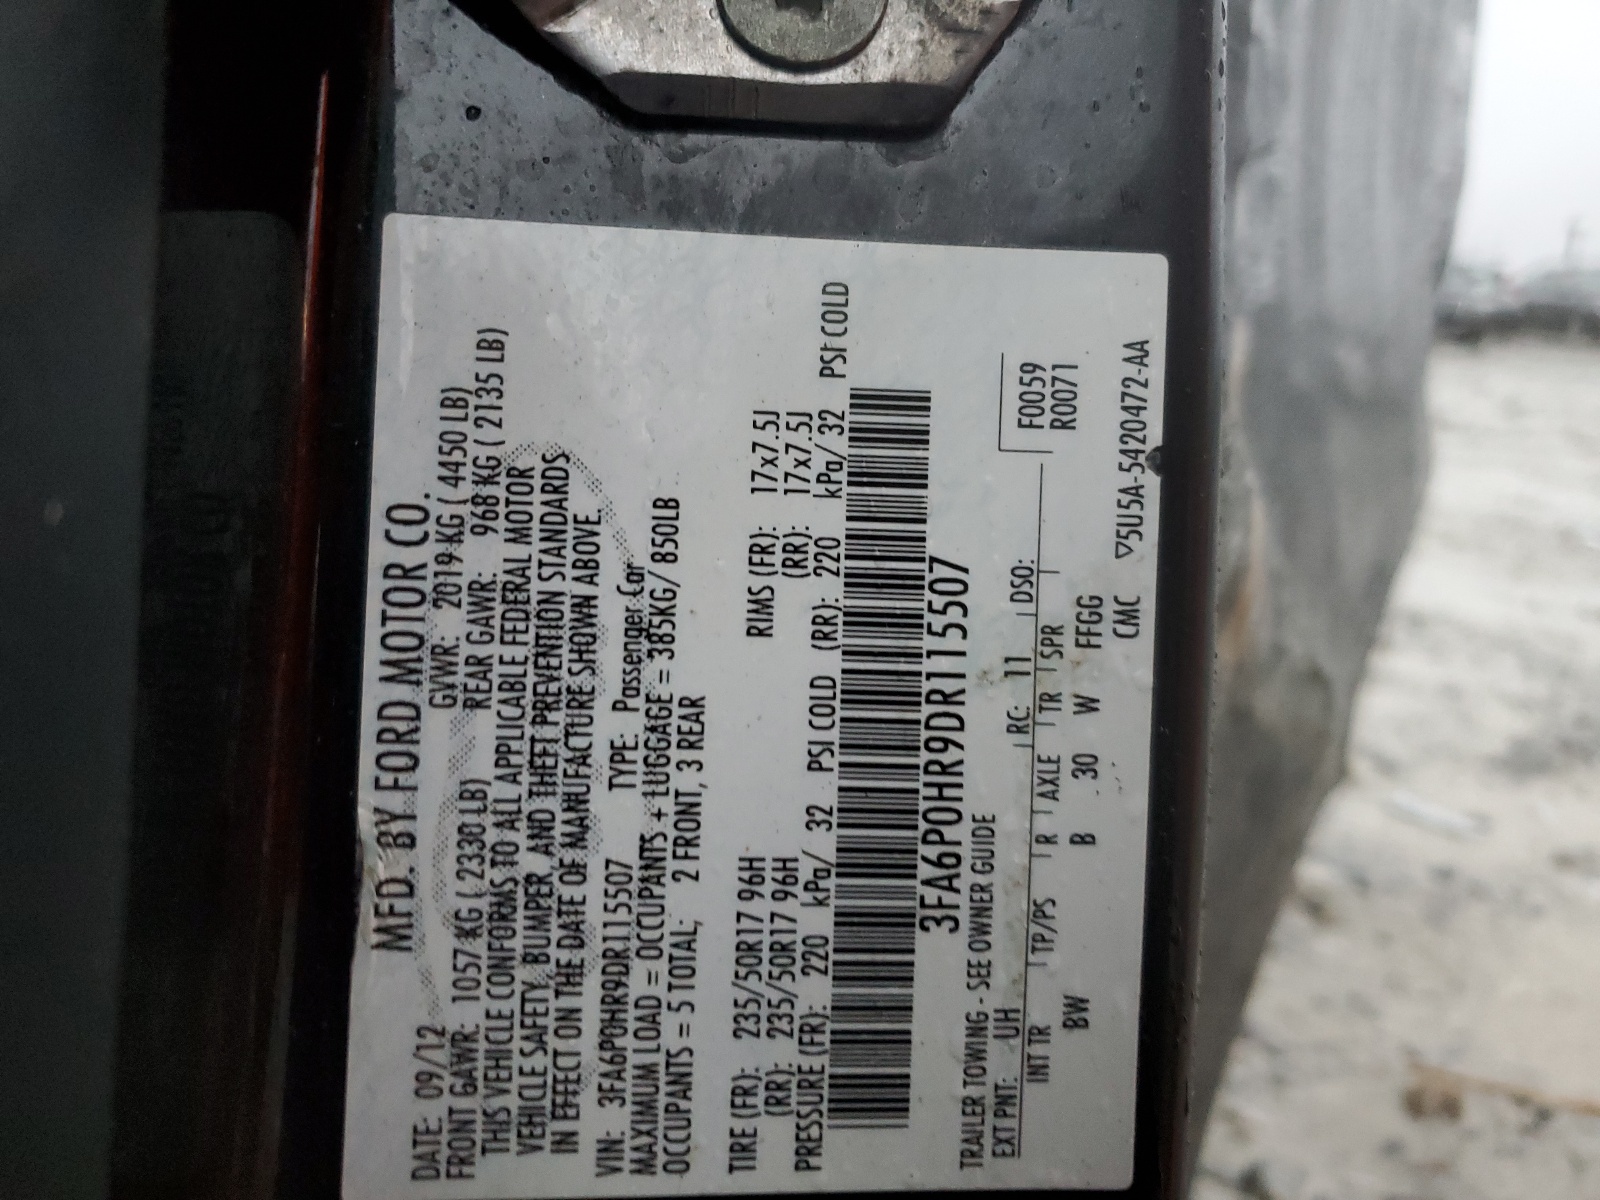 MFD. BY FORD MOTOR CO.
DATE: 09/12 GVWR: 2019 KG ( 4450 LB)
FRONT GAWR: 1057 KG ( 2330 LB) REAR GAWR: 968 KG ( 2135 LB)
THIS VEHICLE CONFORMS TO ALL APPLICABLE FEDERAL MOTOR
VEHICLE SAFETY, BUMPER, AND THEFT PREVENTION STANDARDS
IN EFFECT ON THE DATE OF MANUFACTURE SHOWN ABOVE.
VIN: 3FA6P0HR9DR115507 TYPE: Passenger Car
MAXIMUM LOAD = OCCUPANTS + LUGGAGE = 385KG/ 850LB
OCCUPANTS = 5 TOTAL; 2 FRONT, 3 REAR
TIRE (FR): 235/50R17 96H RIMS (FR): 17x7.5J
(RR): 235/50R17 96H (RR): 17x7.5J
PRESSURE (FR): 220 kPa/ 32 PSI COLD (RR): 220 kPa/ 32 PSI COLD
3FA6P0HR9DR115507
TRAILER TOWING - SEE OWNER GUIDE
F0059
R0071
EXT PNT: UH RC: 11 DSO:
INT TR TP/PS R AXLE TR SPR
BW B 30 W FFGG
CMC ▽5U5A-5420472-AA